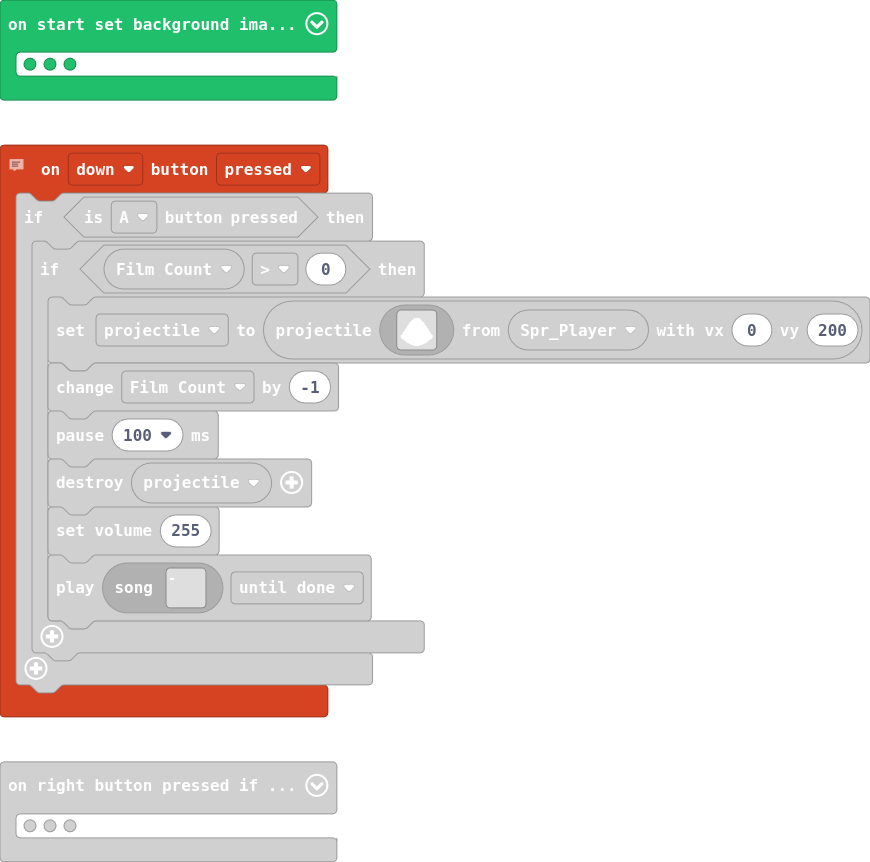 on start set background ima...
on down button pressed
if is A button pressed then
if Film Count > 0 then
set projectile to projectile from Spr_Player with vx 0 vy 200
change Film Count by -1
pause 100 ms
destroy projectile
set volume 255
play song until done
on right button pressed if ...